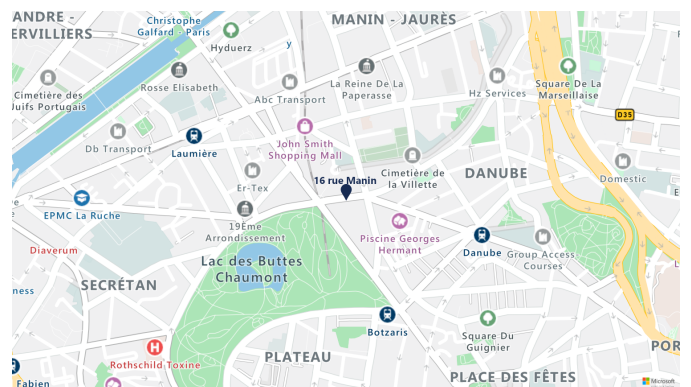 ANDRE -
ERVILLIERS
Christophe
Galfard - Paris
Hyduerz
y
MANIN - JAURÈS
Cimetière des
Juifs Portugais
Rosse Elisabeth
Abc Transport
La Reine De La
Paperasse
Hz Services
Square De La
Marseillaise
D35
Db Transport
Laumière
John Smith
Shopping Mall
Er-Tex
Cimetière de
la Villette
DANUBE
Domestic
16 rue Manin
EPMC La Ruche
19Ème
Arrondissement
Piscine Georges
Hermant
Danube
Group Access
Courses
Diaverum
Lac des Buttes
Chaumont
SECRÉTAN
ness
L
Botzaris
Square Du
Guignier
POR
Rothschild Toxine
PLATEAU
Fabien
PLACE DES FÊTES
Microsoft